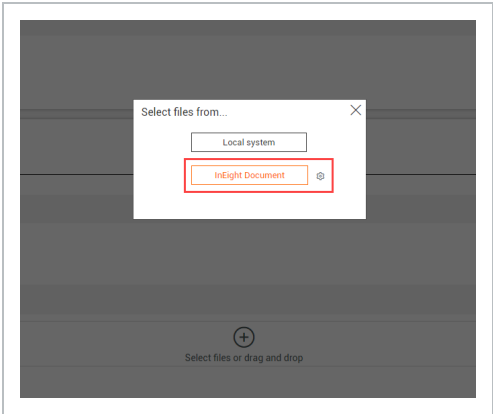 Select files from...
Local system
InEight Document
Select files or drag and drop